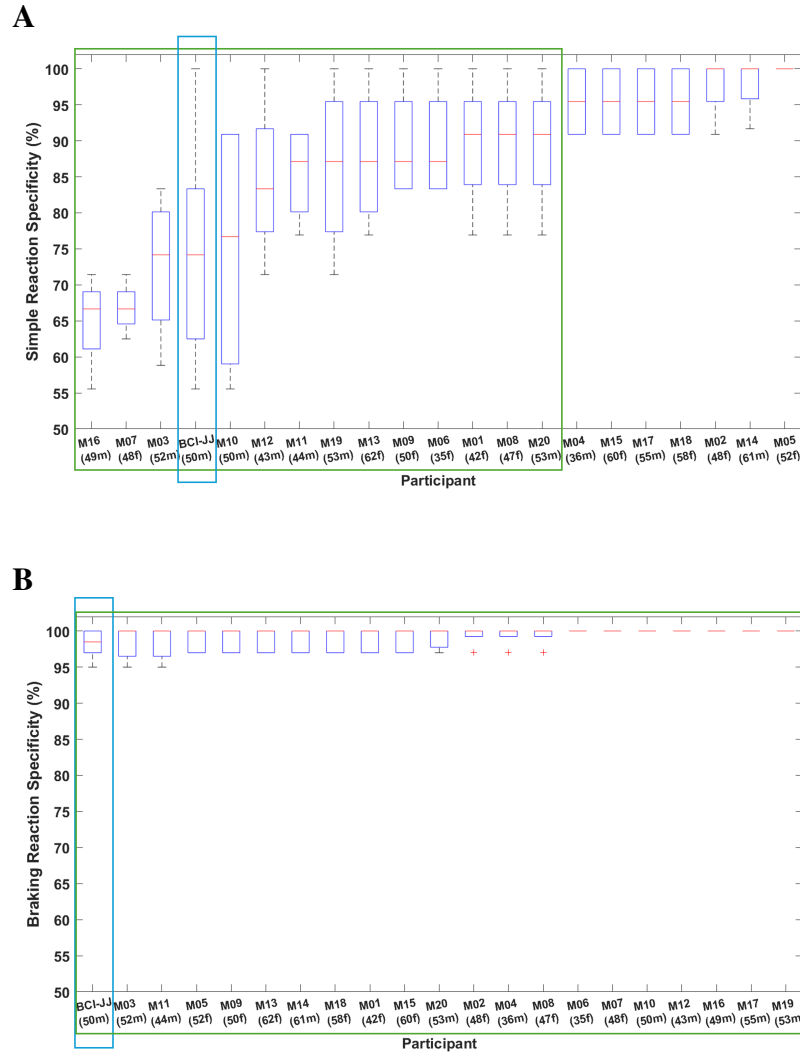 A
Simple Reaction Specificity (%)
100
95
90
85
80
75
70
65
60
55
50
M16 M07 M03 BCI-JJ M10 M12 M11 M19 M13 M09 M06 M01 M08 M20 M04 M15 M17 M18 M02 M14 M05
(49m) (48f) (52m) (50m) (50m) (43m) (44m) (53m) (62f) (50f) (35f) (42f) (47f) (53m) (36m) (60f) (55m) (58f) (48f) (61m) (52f)
Participant
B
Braking Reaction Specificity (%)
100
95
90
85
80
75
70
65
60
55
50
BCI-JJ M03 M11 M05 M09 M13 M14 M18 M01 M15 M20 M02 M04 M08 M06 M07 M10 M12 M16 M17 M19
(50m) (52m) (44m) (52f) (50f) (62f) (61m) (58f) (42f) (60f) (53m) (48f) (36m) (47f) (35f) (48f) (50m) (43m) (49m) (55m) (53m
Participant